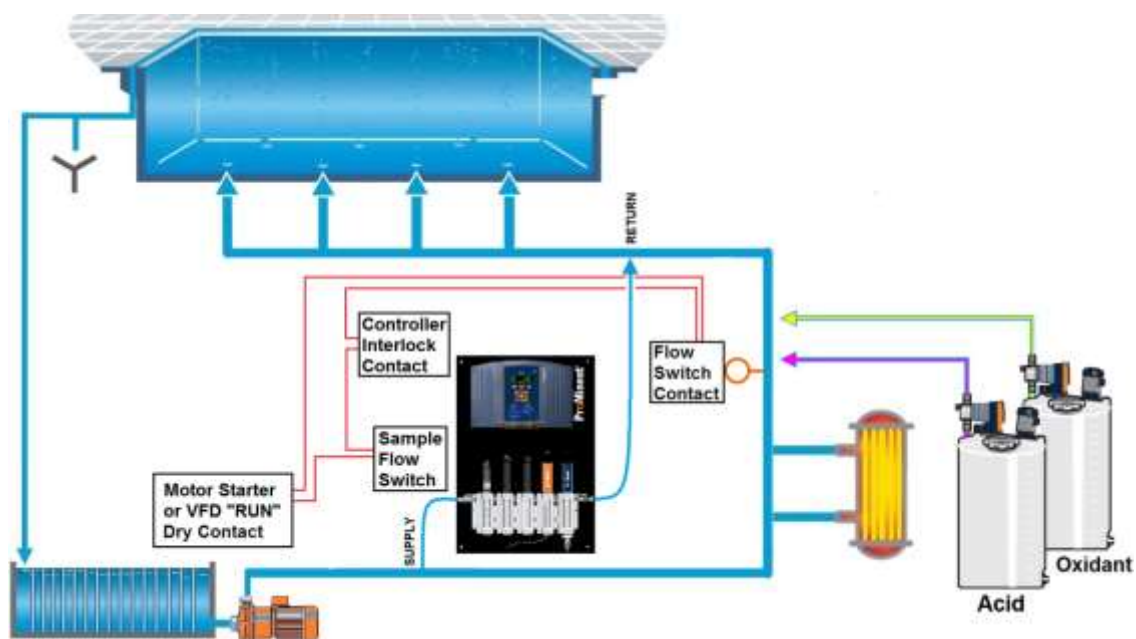 RETURN
Controller
Interlock
Contact
Flow
Switch
Contact
ProMinent
Sample
Flow
Switch
Motor Starter
or VFD "RUN"
Dry Contact
SUPPLY
Oxidant
Acid